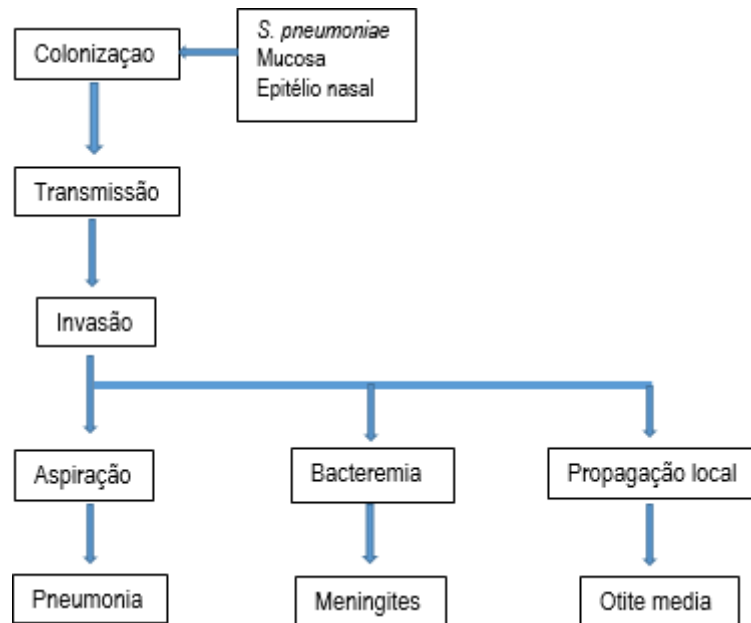 S. pneumoniae
Mucosa
Epitélio nasal
Colonizaçao
Transmissão
Invasão
Aspiração
Bacteremia
Propagação local
Pneumonia
Meningites
Otite media